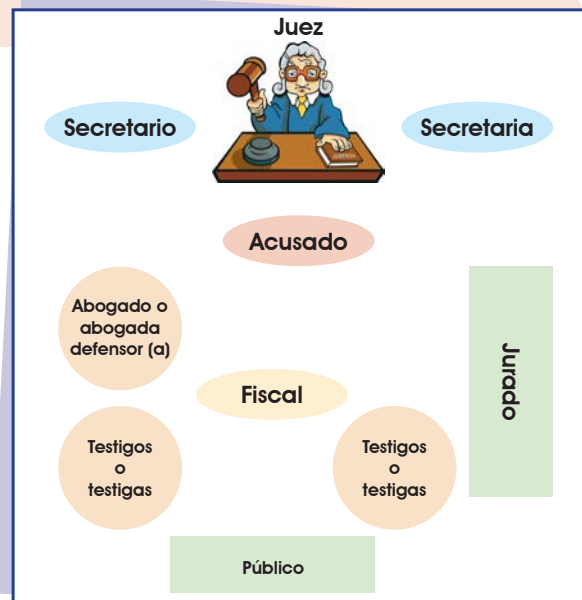 Juez
Secretario
Secretaria
Acusado
Abogado o
abogada
defensor (a)
Jurado
Fiscal
Testigos
o
testigas
Testigos
o
testigas
Público